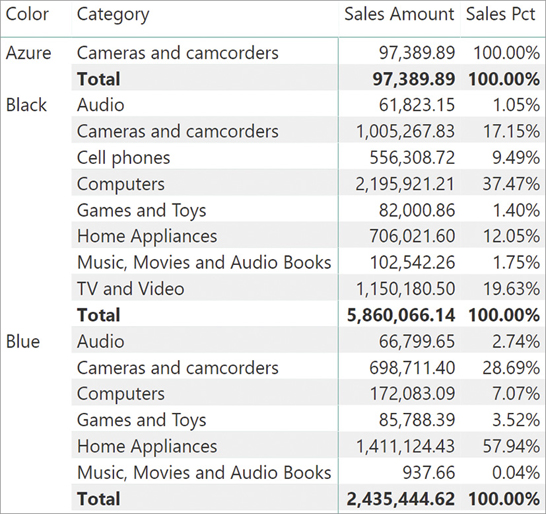 Color Category Sales Amount Sales Pct
Azure Cameras and camcorders 97,389.89 100.00%
Total 97,389.89 100.00%
Black Audio 61,823.15 1.05%
Cameras and camcorders 1,005,267.83 17.15%
Cell phones 556,308.72 9.49%
Computers 2,195,921.21 37.47%
Games and Toys 82,000.86 1.40%
Home Appliances 706,021.60 12.05%
Music, Movies and Audio Books 102,542.26 1.75%
TV and Video 1,150,180.50 19.63%
Total 5,860,066.14 100.00%
Blue Audio 66,799.65 2.74%
Cameras and camcorders 698,711.40 28.69%
Computers 172,083.09 7.07%
Games and Toys 85,788.39 3.52%
Home Appliances 1,411,124.43 57.94%
Music, Movies and Audio Books 937.66 0.04%
Total 2,435,444.62 100.00%